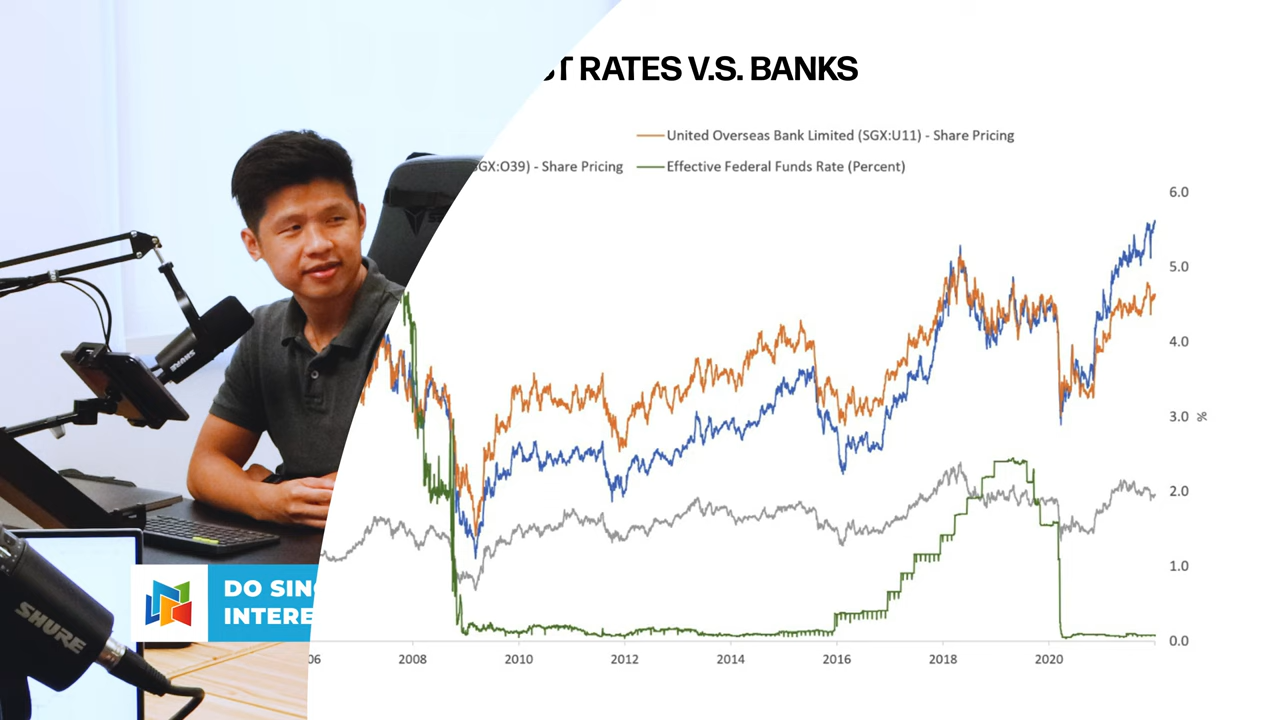 RATES V.S. BANKS
United Overseas Bank Limited (SGX:U11) - Share Pricing
SGX:O39) - Share Pricing
Effective Federal Funds Rate (Percent)
6.0
5.0
4.0
3.0
%
2.0
1.0
0.0
06
2008
2010
2012
2014
2016
2018
2020
DO SING
INTERE
SHURE
SHURE